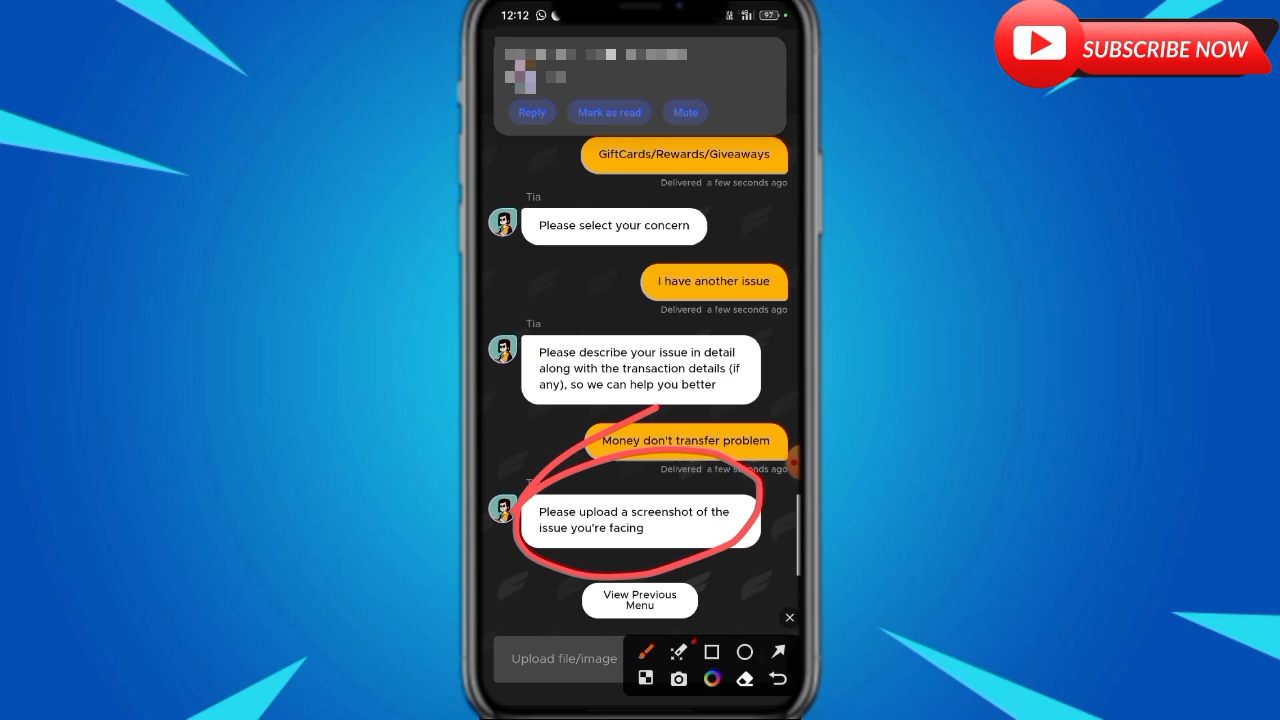 12:12
97
SUBSCRIBE NOW
Reply
Mark as read
Mute
GiftCards/Rewards/Giveaways
Delivered a few seconds ago
Tia
Please select your concern
I have another issue
Delivered a few seconds ago
Tia
Please describe your issue in detail
along with the transaction details (if
any), so we can help you better
Money don't transfer problem
Delivered a few seconds ago
Please upload a screenshot of the
issue you're facing
View Previous
Menu
Upload file/image